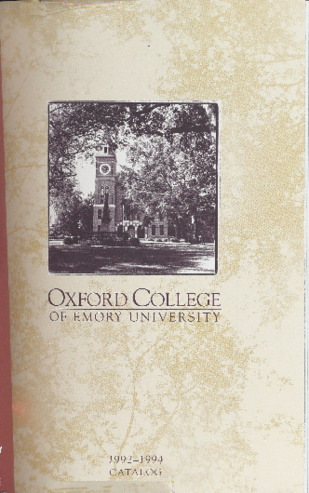 OXFORD COLLEGE
OF EMORY UNIVERSITY
1992–1994
CATALOG